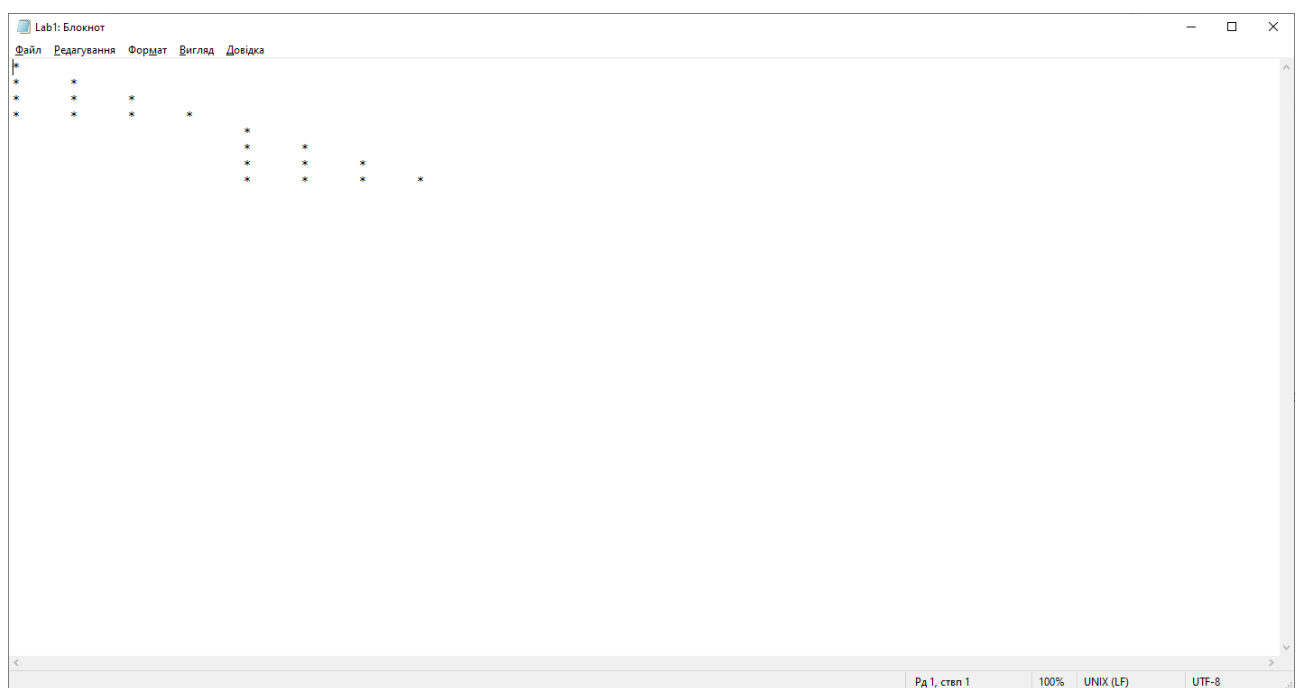 Lab1: Блокнот
Файл Редагування Формат Вигляд Довідка
*
* *
* * *
* * * *
*
* *
* * *
* * * *
Рд 1, ствп 1 100% UNIX (LF) UTF-8